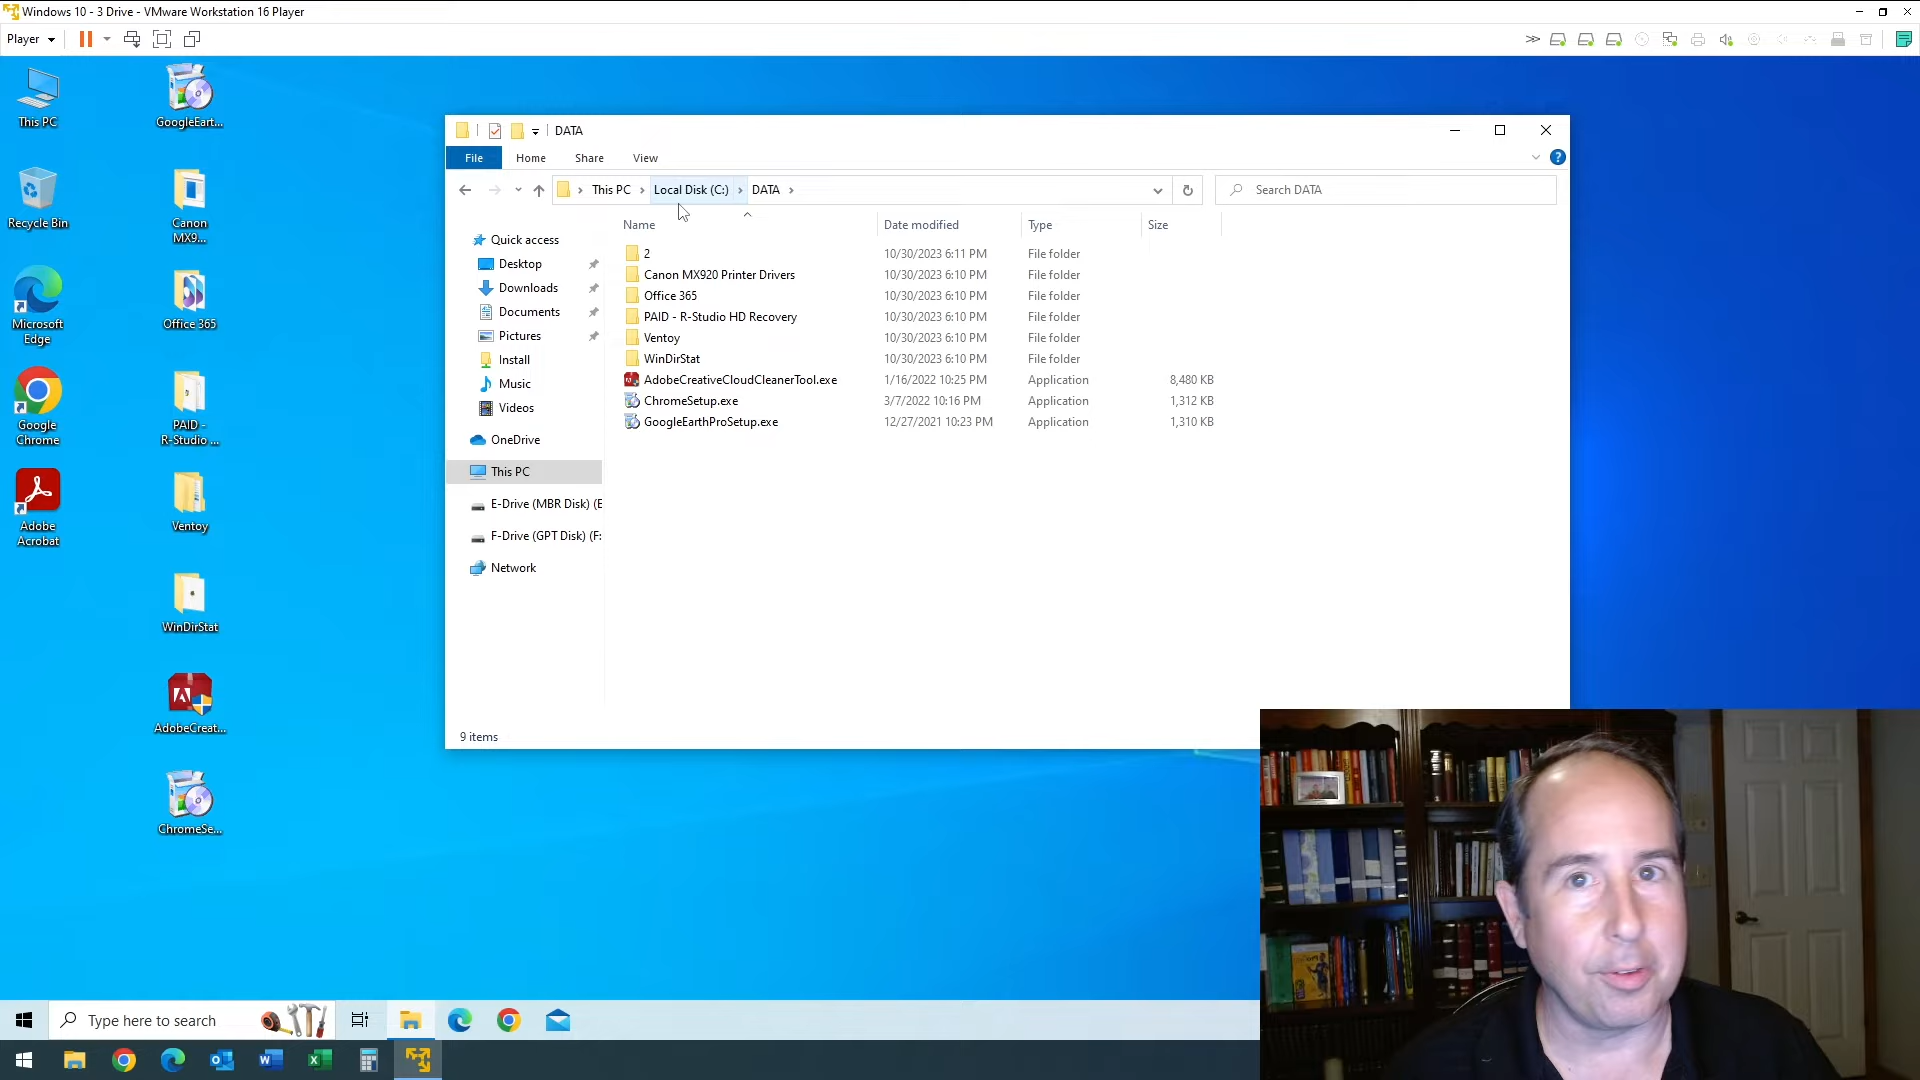 Windows 10 - 3 Drive - VMware Workstation 16 Player
Player
This PC
GoogleEart...
Recycle Bin
Canon
MX9...
Microsoft
Edge
Office 365
Google
Chrome
PAID -
R-Studio ...
Adobe
Acrobat
Ventoy
WinDirStat
AdobeCreat...
ChromeSe...
DATA
File
Home
Share
View
This PC
Local Disk (C:)
DATA
Search DATA
Name
Date modified
Type
Size
Quick access
Desktop
Downloads
Documents
Pictures
Install
Music
Videos
OneDrive
This PC
E-Drive (MBR Disk) (E
F-Drive (GPT Disk) (F:
Network
2 10/30/2023 6:11 PM File folder
Canon MX920 Printer Drivers 10/30/2023 6:10 PM File folder
Office 365 10/30/2023 6:10 PM File folder
PAID - R-Studio HD Recovery 10/30/2023 6:10 PM File folder
Ventoy 10/30/2023 6:10 PM File folder
WinDirStat 10/30/2023 6:10 PM File folder
AdobeCreativeCloudCleanerTool.exe 1/16/2022 10:25 PM Application 8,480 KB
ChromeSetup.exe 3/7/2022 10:16 PM Application 1,312 KB
GoogleEarthProSetup.exe 12/27/2021 10:23 PM Application 1,310 KB
9 items
Type here to search